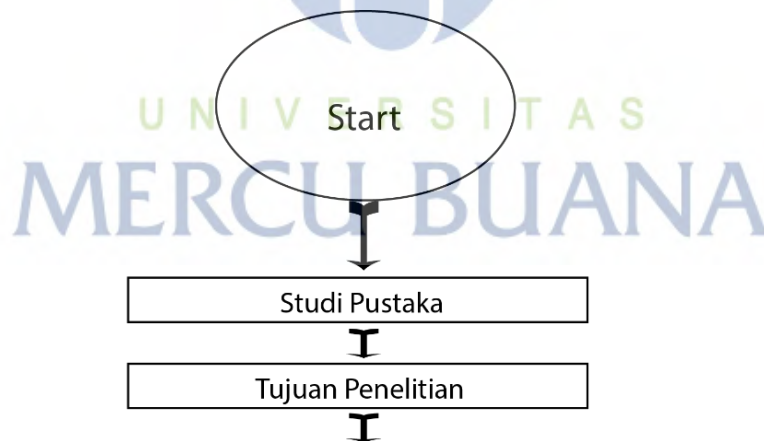 Start
UNIVERSITAS
MERCU BUANA
Studi Pustaka
Tujuan Penelitian